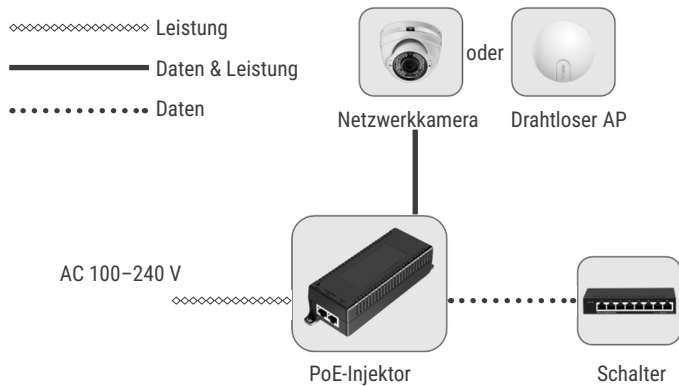 Leistung
Daten & Leistung
Daten
oder
Netzwerkkamera
Drahtloser AP
AC 100–240 V
PoE-Injektor
Schalter